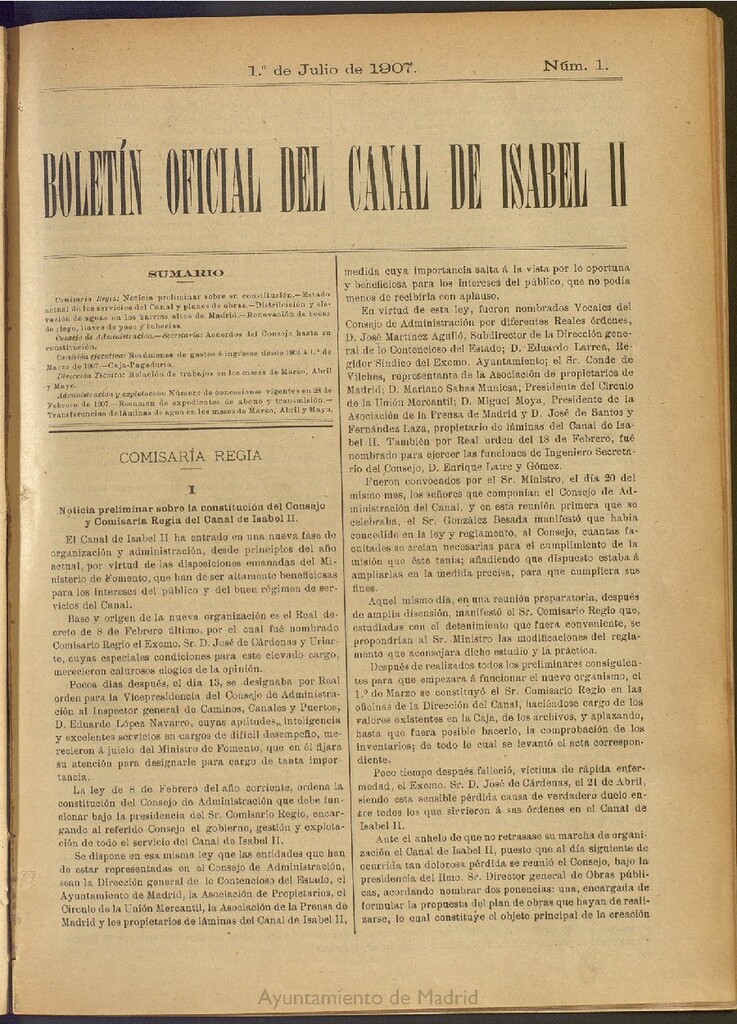 1.º de Julio de 1907.
Núm. 1.
BOLETÍN OFICIAL DEL CANAL DE ISABEL II
SUMARIO
Comisaría Regia: Noticia preliminar sobre su constitución.—Estado
actual de los servicios del Canal y planes de obras.—Distribución y ele-
vación de aguas en los barrios altos de Madrid.—Renovación de bocas
de riego, llaves de paso y tuberías.
Consejo de Administración.—Secretaría: Acuerdos del Consejo hasta su
constitución.
Comisión ejecutiva: Resúmenes de gastos é ingresos desde 1904 á 1.º de
Marzo de 1907.—Caja-Pagaduría.
Dirección Técnica: Relación de trabajos en los meses de Marzo, Abril
y Mayo.
Administración y explotación: Número de concesiones vigentes en 28 de
Febrero de 1907.—Resumen de expedientes de abono y transmisión.—
Transferencias de láminas de agua en los meses de Marzo, Abril y Mayo.
COMISARÍA REGIA
I
Noticia preliminar sobre la constitución del Consejo
y Comisaría Regia del Canal de Isabel II.
El Canal de Isabel II ha entrado en una nueva fase de
organización y administración, desde principios del año
actual, por virtud de las disposiciones emanadas del Mi-
nisterio de Fomento, que han de ser altamente beneficiosas
para los intereses del público y del buen régimen de ser-
vicios del Canal.
Base y origen de la nueva organización es el Real de-
creto de 8 de Febrero último, por el cual fué nombrado
Comisario Regio el Excmo. Sr. D. José de Cárdenas y Uriar-
te, cuyas especiales condiciones para este elevado cargo,
merecieron calurosos elogios de la opinión.
Pocos días después, el día 13, se designaba por Real
orden para la Vicepresidencia del Consejo de Administra-
ción al Inspector general de Caminos, Canales y Puertos,
D. Eduardo López Navarro, cuyas aptitudes, inteligencia
y excelentes servicios en cargos de difícil desempeño, me-
recieron á juicio del Ministro de Fomento, que en él fijara
su atención para designarle para cargo de tanta impor-
tancia.
La ley de 8 de Febrero del año corriente, ordena la
constitución del Consejo de Administración que debe fun-
cionar bajo la presidencia del Sr. Comisario Regio, encar-
gando al referido Consejo el gobierno, gestión y explota-
ción de todo el servicio del Canal de Isabel II.
Se dispone en esa misma ley que las entidades que han
de estar representadas en el Consejo de Administración,
sean la Dirección general de lo Contencioso del Estado, el
Ayuntamiento de Madrid, la Asociación de Propietarios, el
Círculo de la Unión Mercantil, la Asociación de la Prensa de
Madrid y los propietarios de láminas del Canal de Isabel II,
medida cuya importancia salta á la vista por lo oportuna
y beneficiosa para los intereses del público, que no podía
menos de recibirla con aplauso.
En virtud de esta ley, fueron nombrados Vocales del
Consejo de Administración por diferentes Reales órdenes,
D. José Martínez Agulló, Subdirector de la Dirección gene-
ral de lo Contencioso del Estado; D. Eduardo Larrea, Re-
gidor Síndico del Excmo. Ayuntamiento; el Sr. Conde de
Vilches, representante de la Asociación de propietarios de
Madrid; D. Mariano Sabas Muniesa, Presidente del Círculo
de la Unión Mercantil; D. Miguel Moya, Presidente de la
Asociación de la Prensa de Madrid y D. José de Santos y
Fernández Laza, propietario de láminas del Canal de Isa-
bel II. También por Real orden del 18 de Febrero, fué
nombrado para ejercer las funciones de Ingeniero Secreta-
rio del Consejo, D. Enrique Latre y Gómez.
Fueron convocados por el Sr. Ministro, el día 20 del
mismo mes, los señores que componían el Consejo de Ad-
ministración del Canal, y en esta reunión primera que se
celebraba, el Sr. González Besada manifestó que había
concedido en la ley y reglamento, al Consejo, cuantas fa-
cultades se creían necesarias para el cumplimiento de la
misión que éste tenía; añadiendo que dispuesto estaba á
ampliarlas en la medida precisa, para que cumpliera sus
fines.
Aquel mismo día, en una reunión preparatoria, después
de amplia discusión, manifestó el Sr. Comisario Regio que,
estudiadas con el detenimiento que fuera conveniente, se
propondrían al Sr. Ministro las modificaciones del regla-
mento que aconsejara dicho estudio y la práctica.
Después de realizados todos los preliminares consiguien-
tes para que empezara á funcionar el nuevo organismo, el
1.º de Marzo se constituyó el Sr. Comisario Regio en las
oficinas de la Dirección del Canal, haciéndose cargo de los
valores existentes en la Caja, de los archivos, y aplazando,
hasta que fuera posible hacerlo, la comprobación de los
inventarios; de todo lo cual se levantó el acta correspon-
diente.
Poco tiempo después falleció, víctima de rápida enfer-
medad, el Excmo. Sr. D. José de Cárdenas, el 21 de Abril,
siendo esta sensible pérdida causa de verdadero duelo en-
tre todos los que sirvieron á sus órdenes en el Canal de
Isabel II.
Ante el anhelo de que no retrasase su marcha de organi-
zación el Canal de Isabel II, puesto que al día siguiente de
ocurrida tan dolorosa pérdida se reunió el Consejo, bajo la
presidencia del Ilmo. Sr. Director general de Obras públi-
cas, acordando nombrar dos ponencias: una, encargada de
formular la propuesta del plan de obras que hayan de reali-
zarse, lo cual constituye el objeto principal de la creación
Ayuntamiento de Madrid